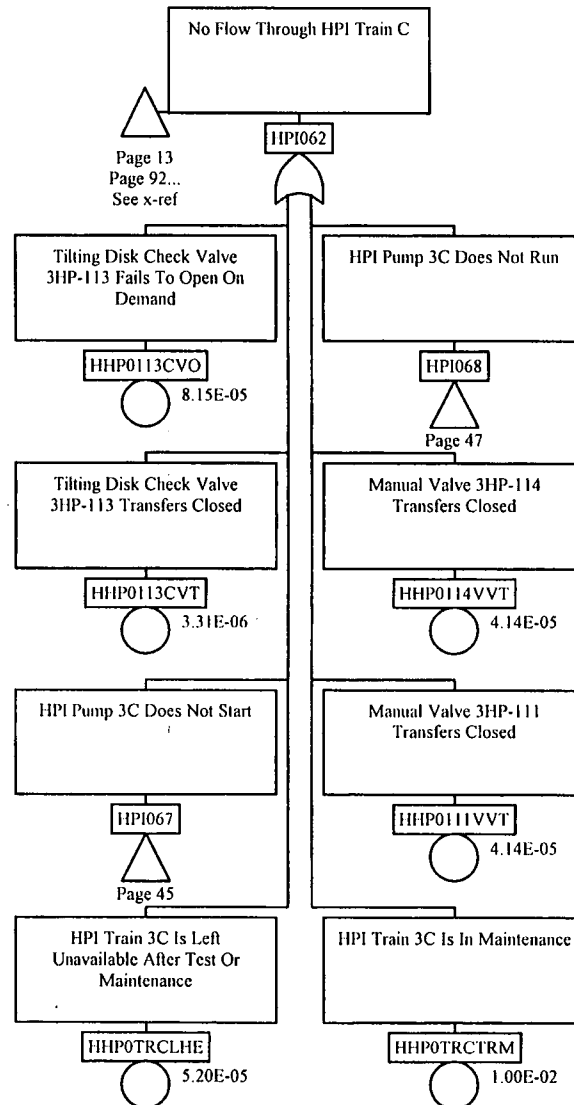 No Flow Through HPI Train C
HPI062
Page 13
Page 92...
See x-ref
Tilting Disk Check Valve
3HP-113 Fails To Open On
Demand
HHP0113CVO
8.15E-05
HPI Pump 3C Does Not Run
HPI068
Page 47
Tilting Disk Check Valve
3HP-113 Transfers Closed
HHP0113CVT
3.31E-06
Manual Valve 3HP-114
Transfers Closed
HHP0114VVT
4.14E-05
HPI Pump 3C Does Not Start
HPI067
Page 45
Manual Valve 3HP-111
Transfers Closed
HHP0111VVT
4.14E-05
HPI Train 3C Is Left
Unavailable After Test Or
Maintenance
HHP0TRCLHE
5.20E-05
HPI Train 3C Is In Maintenance
HHP0TRCTRM
1.00E-02